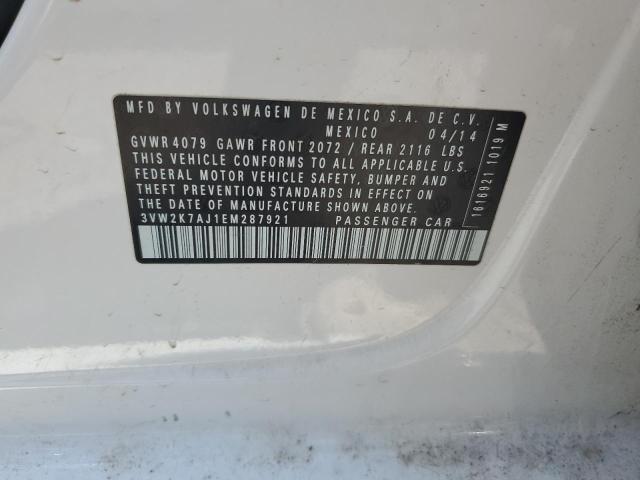 MFD BY VOLKSWAGEN DE MEXICO S.A. DE C.V.
MEXICO 04/14
GVWR 4079 GAWR FRONT 2072 / REAR 2116 LBS
THIS VEHICLE CONFORMS TO ALL APPLICABLE U.S.
FEDERAL MOTOR VEHICLE SAFETY, BUMPER AND
THEFT PREVENTION STANDARDS IN EFFECT ON
THE DATE OF MANUFACTURE SHOWN ABOVE.
3VW2K7AJ1EM287921 PASSENGER CAR
1616921 1019 M